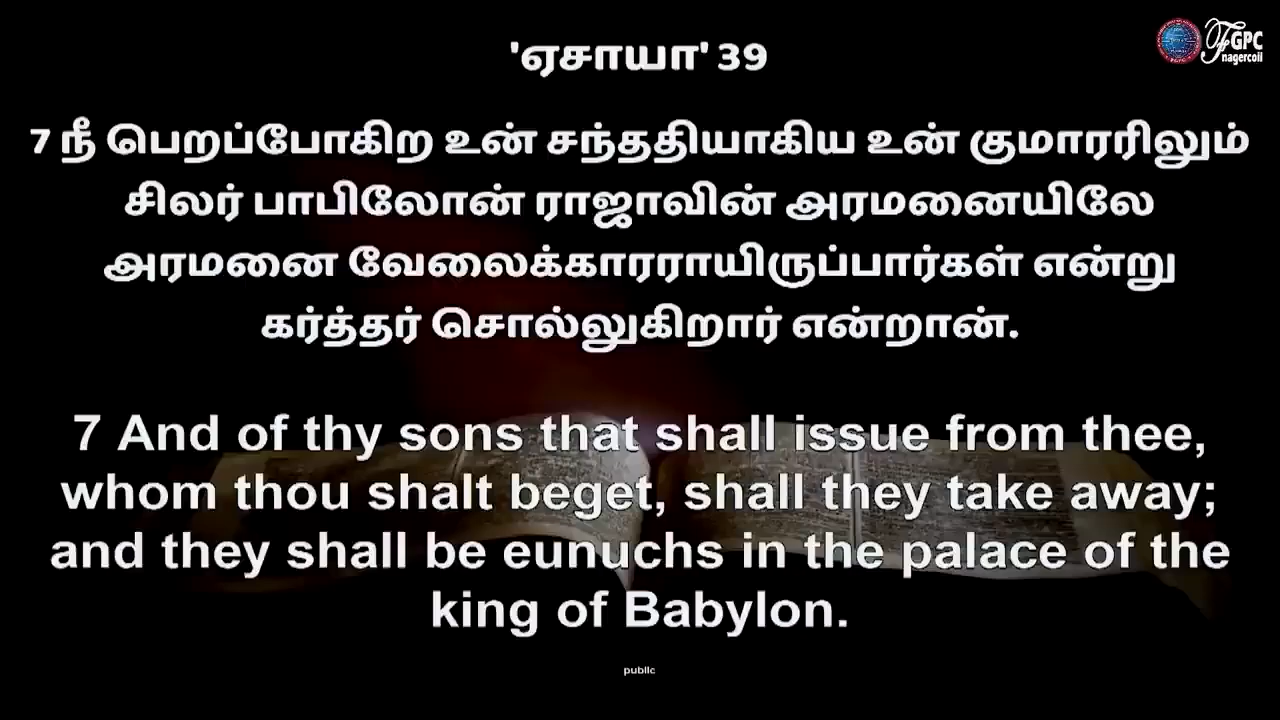 'ஏசாயா' 39
FGPC
nagercoil
7 நீ பெறப்போகிற உன் சந்ததியாகிய உன் குமாரரிலும்
சிலர் பாபிலோன் ராஜாவின் அரமனையிலே
அரமனை வேலைக்காரராயிருப்பார்கள் என்று
கர்த்தர் சொல்லுகிறார் என்றான்.
7 And of thy sons that shall issue from thee,
whom thou shalt beget, shall they take away;
and they shall be eunuchs in the palace of the
king of Babylon.
public